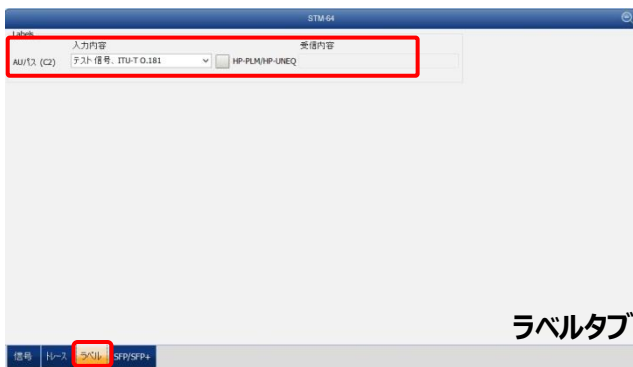 STM-64
Labels
入力内容 受信内容
AUパス (C2) テスト信号、ITU-T O.181 HP-PLM/HP-UNEQ
ラベルタブ
信号 トレース ラベル SFP/SFP+